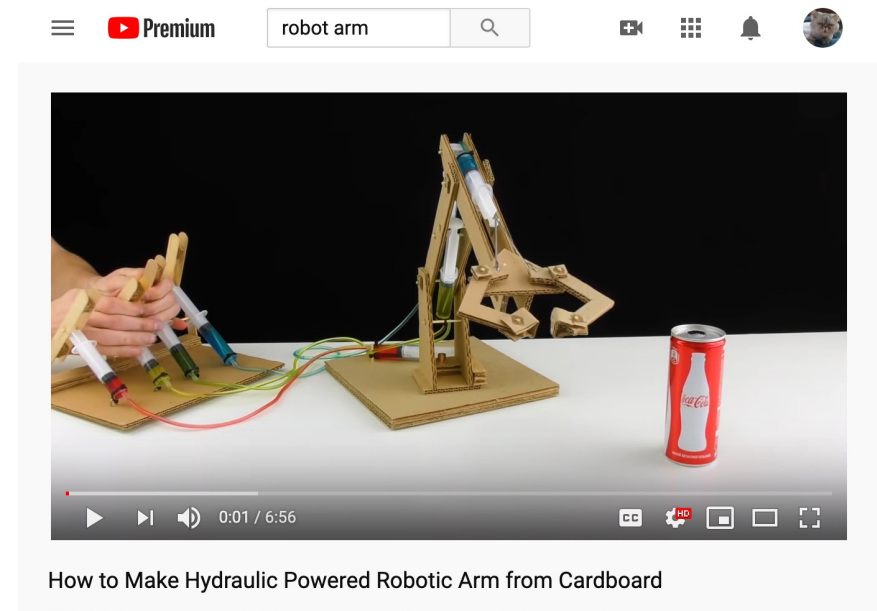 Premium
robot arm
Coca-Cola
0:01 / 6:56
CC
HD
How to Make Hydraulic Powered Robotic Arm from Cardboard